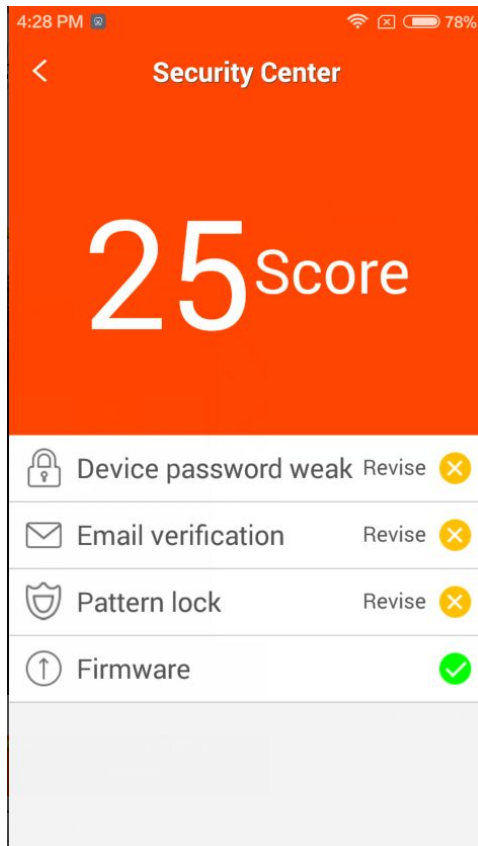 4:28 PM 78%
Security Center
25 Score
Device password weak Revise
Email verification Revise
Pattern lock Revise
Firmware